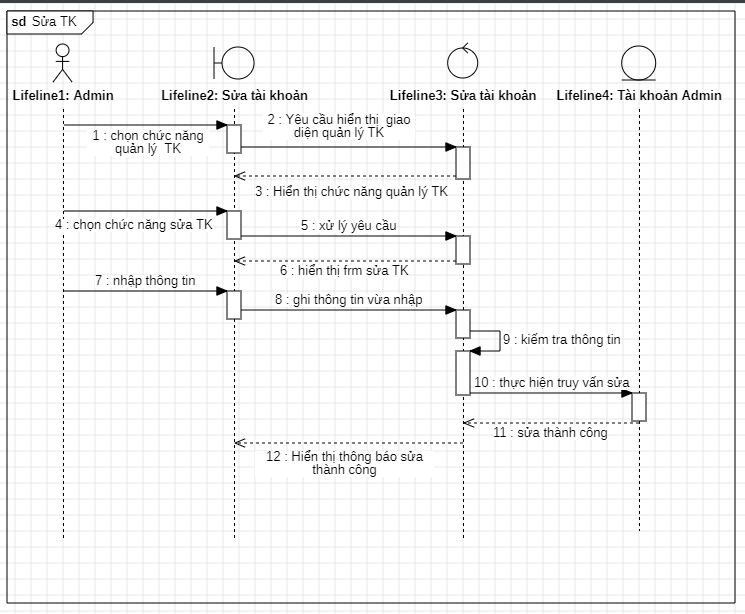 sd Sửa TK
Lifeline1: Admin
Lifeline2: Sửa tài khoản
Lifeline3: Sửa tài khoản
Lifeline4: Tài khoản Admin
1 : chọn chức năng
quản lý TK
2 : Yêu cầu hiển thị giao
diện quản lý TK
3 : Hiển thị chức năng quản lý TK
4 : chọn chức năng sửa TK
5 : xử lý yêu cầu
6 : hiển thị frm sửa TK
7 : nhập thông tin
8 : ghi thông tin vừa nhập
9 : kiểm tra thông tin
10 : thực hiện truy vấn sửa
11 : sửa thành công
12 : Hiển thị thông báo sửa
thành công